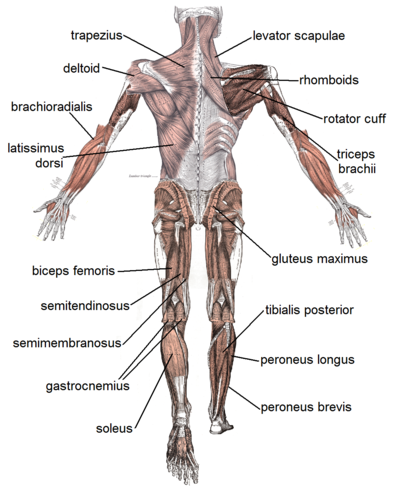 trapezius
levator scapulae
deltoid
rhomboids
brachioradialis
rotator cuff
latissimus
dorsi
triceps
brachii
gluteus maximus
biceps femoris
semitendinosus
tibialis posterior
semimembranosus
peroneus longus
gastrocnemius
peroneus brevis
soleus